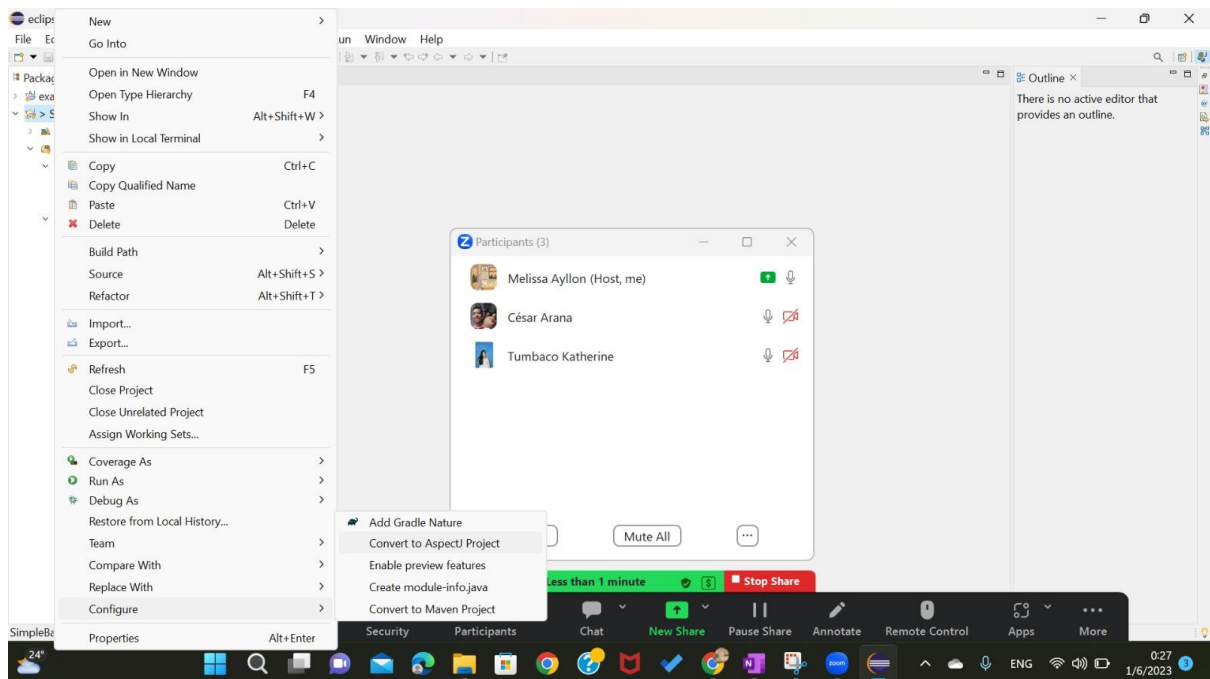 eclips
File Ed
un Window Help
Packag
exa
> S
New
Go Into
Open in New Window
Open Type Hierarchy F4
Show In Alt+Shift+W >
Show in Local Terminal
Copy Ctrl+C
Copy Qualified Name
Paste Ctrl+V
Delete Delete
Build Path
Source Alt+Shift+S >
Refactor Alt+Shift+T >
Import...
Export...
Refresh F5
Close Project
Close Unrelated Project
Assign Working Sets...
Coverage As
Run As
Debug As
Restore from Local History...
Team
Compare With
Replace With
Configure
Properties Alt+Enter
Add Gradle Nature
Convert to AspectJ Project
Enable preview features
Create module-info.java
Convert to Maven Project
Outline
There is no active editor that
provides an outline.
Participants (3)
Melissa Ayllon (Host, me)
César Arana
Tumbaco Katherine
Mute All
Less than 1 minute
Stop Share
Security Participants Chat New Share Pause Share Annotate Remote Control Apps More
SimpleBa
24°
zoom
ENG
0:27
1/6/2023
3